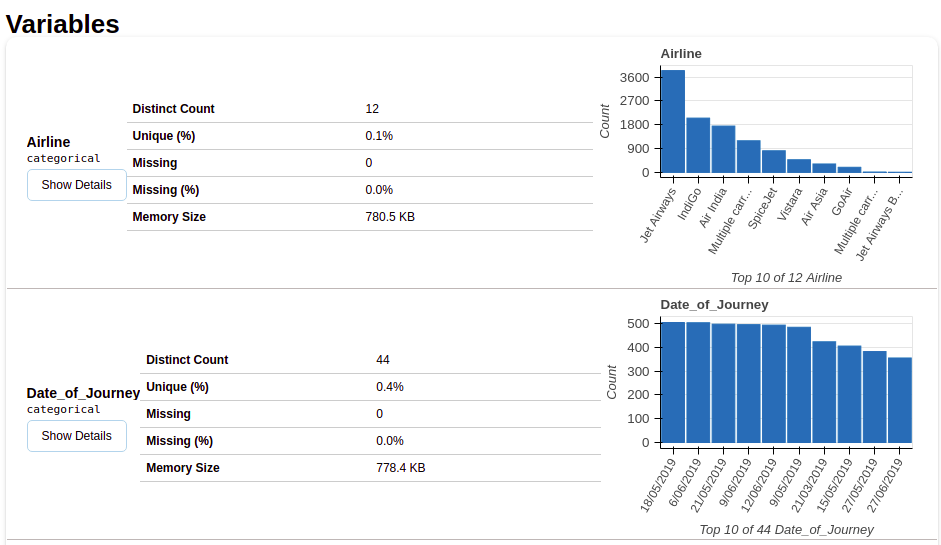 Variables
Airline
categorical
Show Details
Distinct Count 12
Unique (%) 0.1%
Missing 0
Missing (%) 0.0%
Memory Size 780.5 KB
Airline
Count
3600
2700
1800
900
0
Jet Airways
IndiGo
Air India
Multiple carr...
SpiceJet
Vistara
Air Asia
GoAir
Multiple carr...
Jet Airways B...
Top 10 of 12 Airline
Date_of_Journey
categorical
Show Details
Distinct Count 44
Unique (%) 0.4%
Missing 0
Missing (%) 0.0%
Memory Size 778.4 KB
Date_of_Journey
Count
500
400
300
200
100
0
18/05/2019
6/06/2019
21/05/2019
9/06/2019
12/06/2019
9/05/2019
21/03/2019
15/05/2019
27/05/2019
27/06/2019
Top 10 of 44 Date_of_Journey